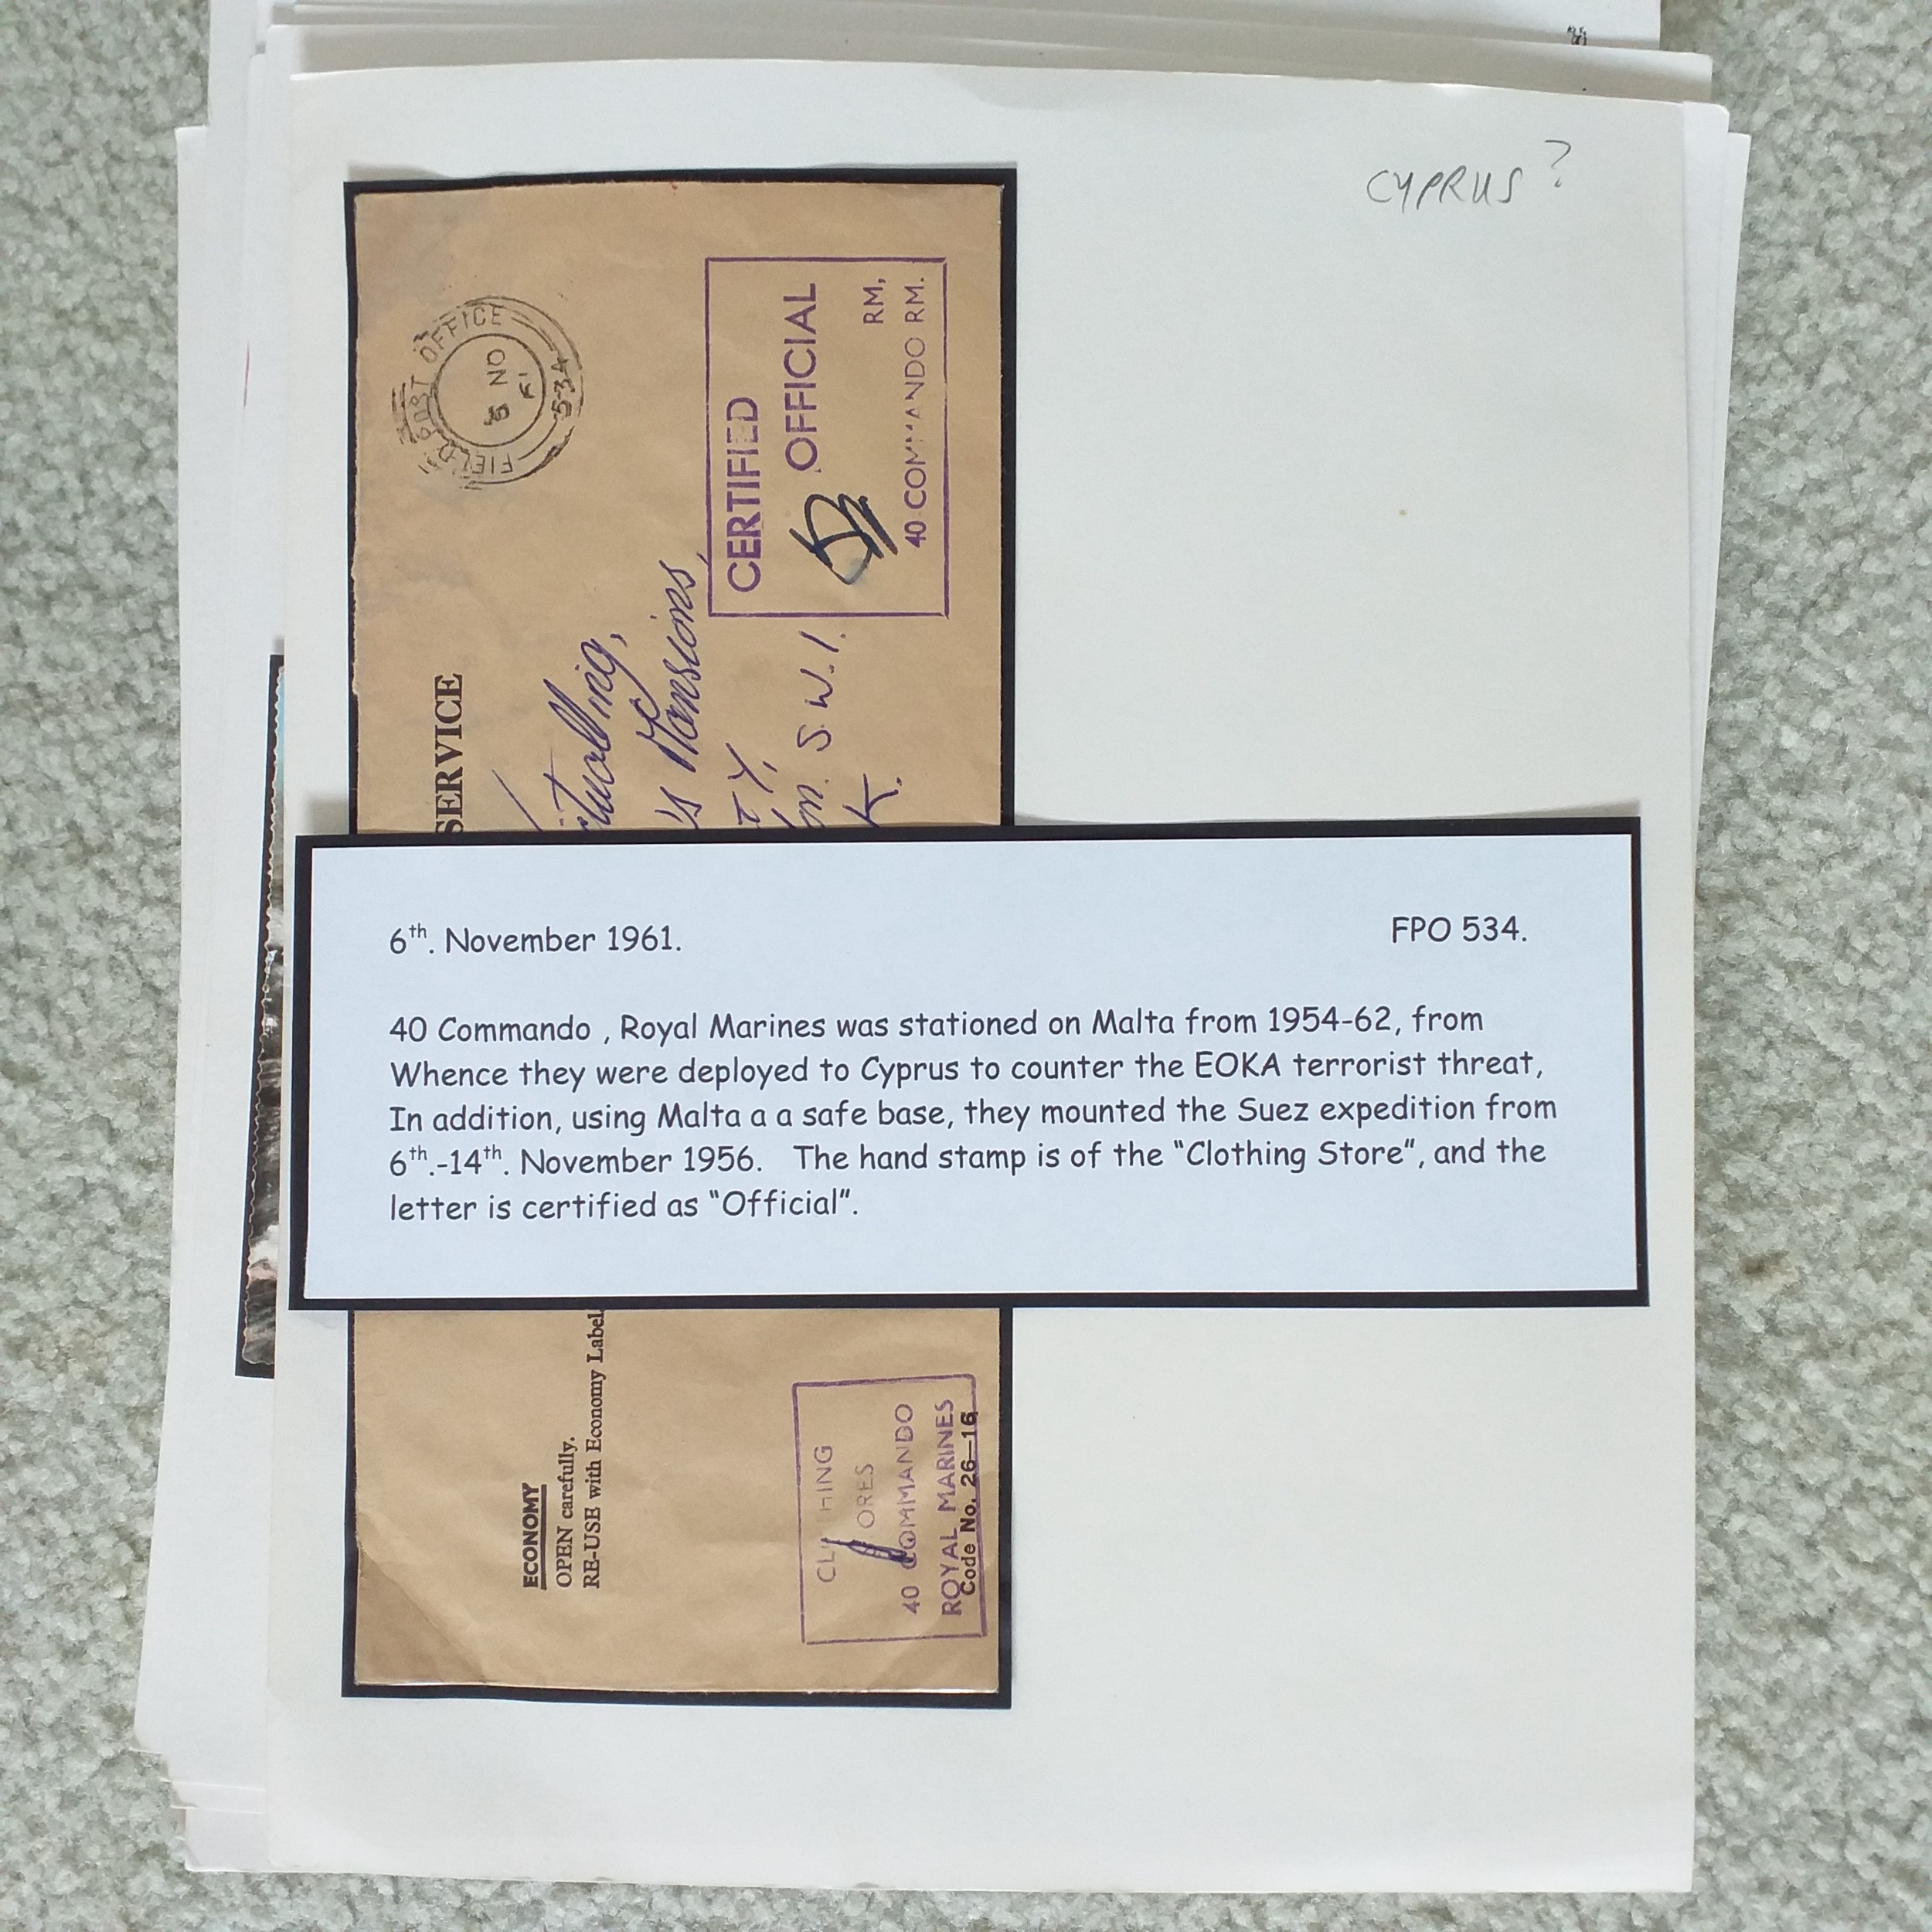 CYPRUS?
FIELD POST OFFICE
NO
534
CERTIFIED
OFFICIAL
RM,
40 COMMANDO RM.
SERVICE
's Mansions,
S.W.1.
6th. November 1961. FPO 534.
40 Commando , Royal Marines was stationed on Malta from 1954-62, from
Whence they were deployed to Cyprus to counter the EOKA terrorist threat,
In addition, using Malta a a safe base, they mounted the Suez expedition from
6th.-14th. November 1956. The hand stamp is of the "Clothing Store", and the
letter is certified as "Official".
ECONOMY
OPEN carefully.
RE-USE with Economy Label
40 COMMANDO
ROYAL MARINES
Code No. 26—16